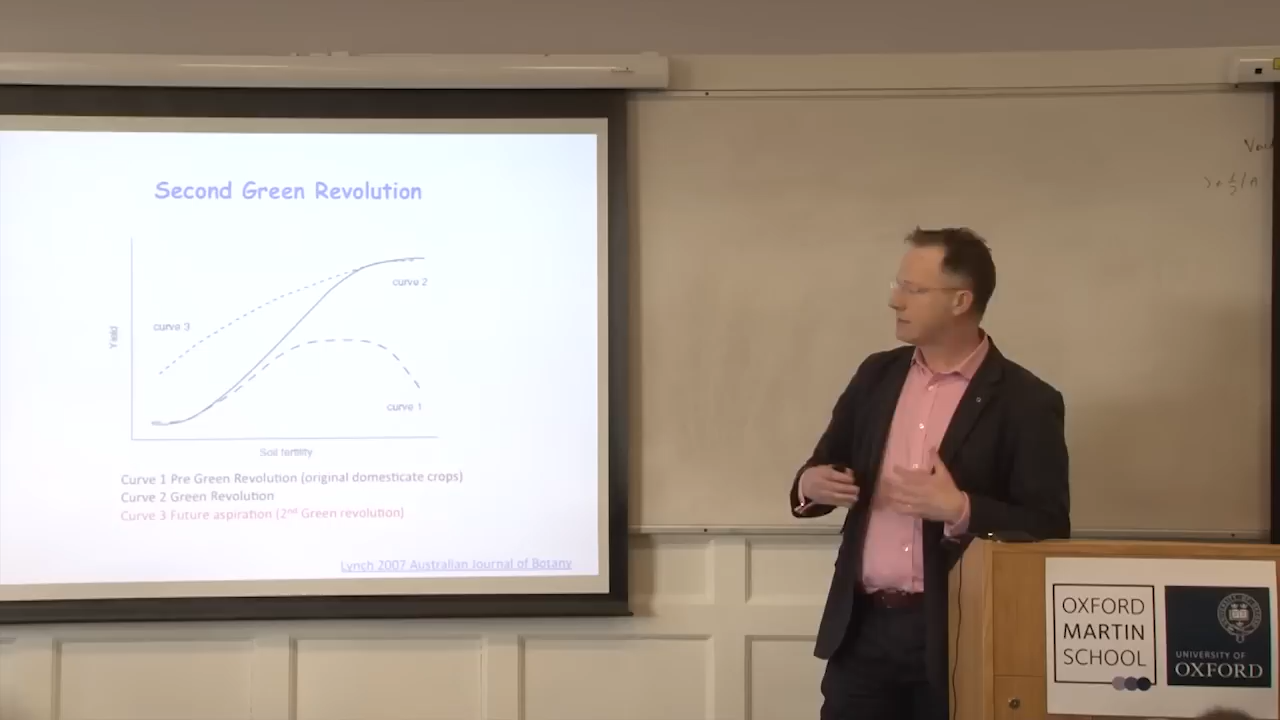 Second Green Revolution
curve 2
curve 3
Yield
curve 1
Soil fertility
Curve 1 Pre Green Revolution (original domesticate crops)
Curve 2 Green Revolution
Curve 3 Future aspiration (2nd Green revolution)
Lynch 2007 Australian Journal of Botany
OXFORD
MARTIN
SCHOOL
UNIVERSITY OF
OXFORD